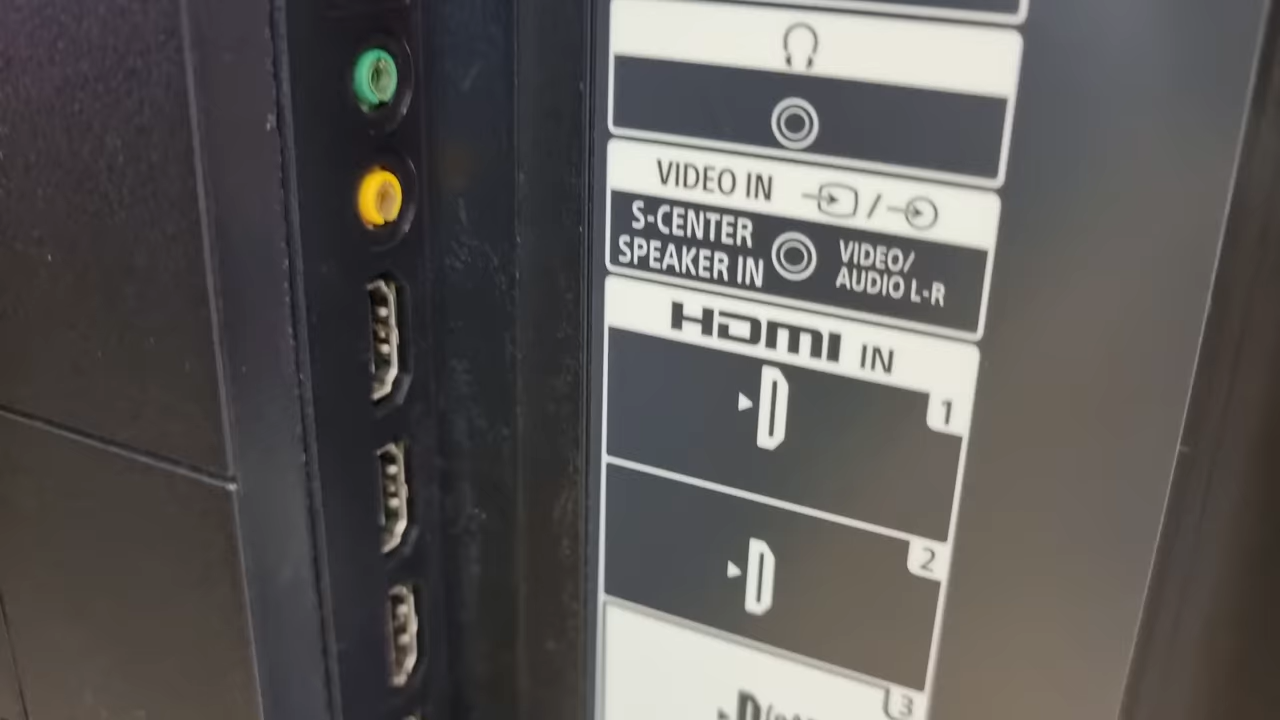 VIDEO IN
S-CENTER
SPEAKER IN
VIDEO/
AUDIO L-R
HDMI IN
1
2
3